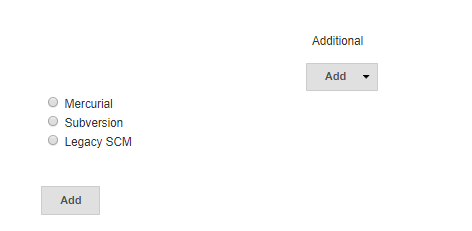 Additional
Add
Mercurial
Subversion
Legacy SCM
Add